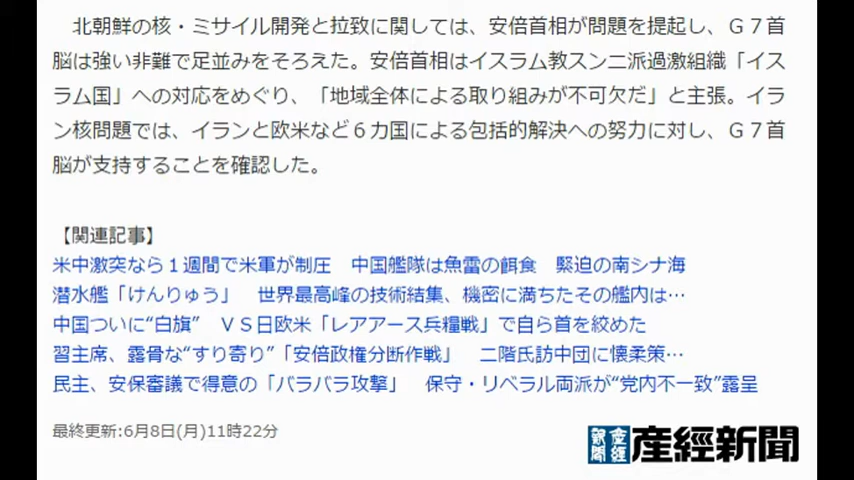 北朝鮮の核・ミサイル開発と拉致に関しては、安倍首相が問題を提起し、Ｇ７首
脳は強い非難で足並みをそろえた。安倍首相はイスラム教スンニ派過激組織「イス
ラム国」への対応をめぐり、「地域全体による取り組みが不可欠だ」と主張。イラ
ン核問題では、イランと欧米など６カ国による包括的解決への努力に対し、Ｇ７首
脳が支持することを確認した。
【関連記事】
米中激突なら１週間で米軍が制圧　中国艦隊は魚雷の餌食　緊迫の南シナ海
潜水艦「けんりゅう」　世界最高峰の技術結集、機密に満ちたその艦内は…
中国ついに“白旗”　ＶＳ日欧米「レアアース兵糧戦」で自ら首を絞めた
習主席、露骨な“すり寄り”「安倍政権分断作戦」　二階氏訪中団に懐柔策…
民主、安保審議で得意の「バラバラ攻撃」　保守・リベラル両派が“党内不一致”露呈
最終更新:6月8日(月)11時22分
産經新聞 産經新聞